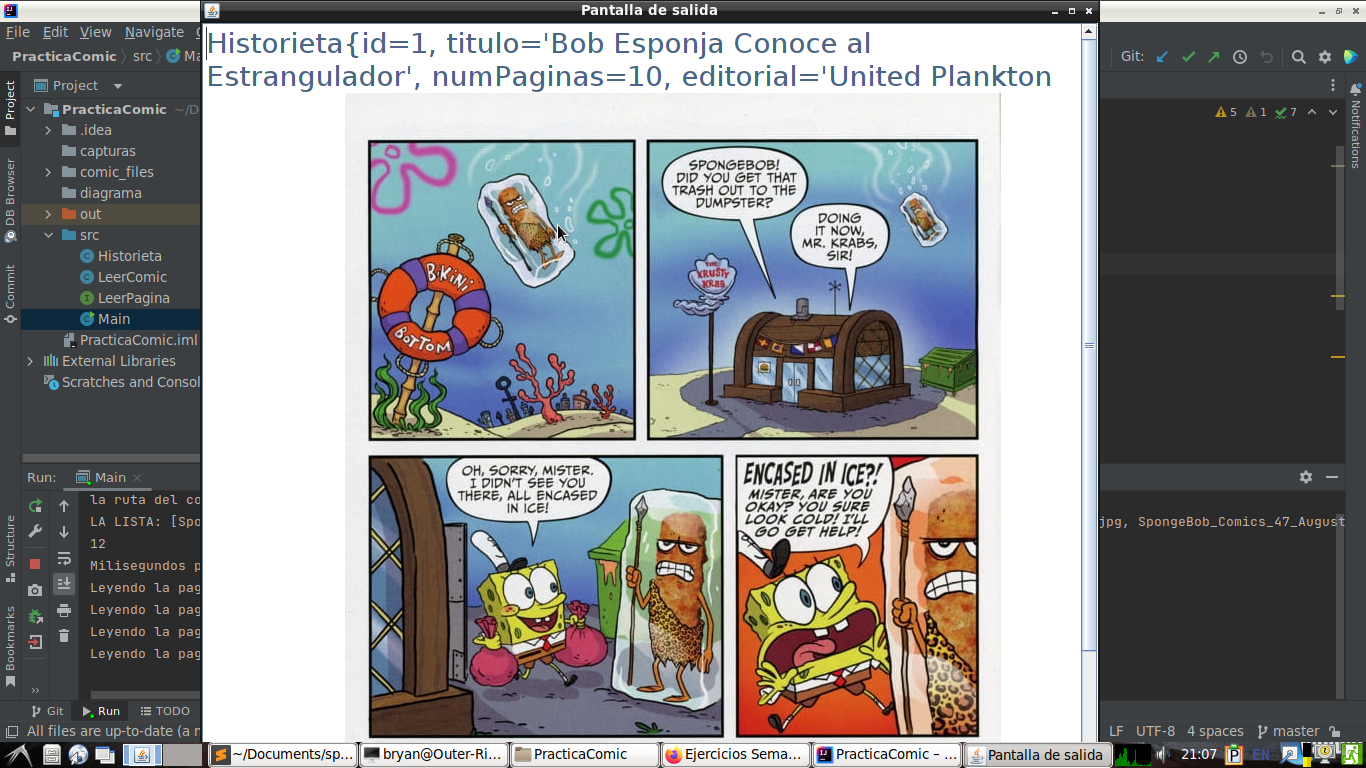 Pantalla de salida
File Edit View Navigate
Git:
PracticaComic src Ma
Historieta{id=1, titulo='Bob Esponja Conoce al
Estrangulador', numPaginas=10, editorial='United Plankton
Project
PracticaComic ~/D
.idea
capturas
comic_files
diagrama
out
src
Historieta
LeerComic
LeerPagina
Main
PracticaComic.iml
External Libraries
Scratches and Consol
Project
DB Browser
Commit
Structure
Bookmarks
Notifications
5 1 7
BIKINI
BOTTOM
SPONGEBOB!
DID YOU GET THAT
TRASH OUT TO THE
DUMPSTER?
DOING
IT NOW,
MR. KRABS,
SIR!
THE
KRUSTY
KRAB
OH, SORRY, MISTER.
I DIDN'T SEE YOU
THERE, ALL ENCASED
IN ICE!
ENCASED IN ICE?!
MISTER, ARE YOU
OKAY? YOU SURE
LOOK COLD! I'LL
GO GET HELP!
Run: Main
la ruta del co
LA LISTA: [Spo
jpg, SpongeBob_Comics_47_August
12
Milisegundos p
Leyendo la pag
Leyendo la pag
Leyendo la pag
Leyendo la pag
Git Run TODO
All files are up-to-date (a m
LF UTF-8 4 spaces master
~/Documents/sp... bryan@Outer-Ri... PracticaComic Ejercicios Sema... PracticaComic – ... Pantalla de salida 21:07 EN